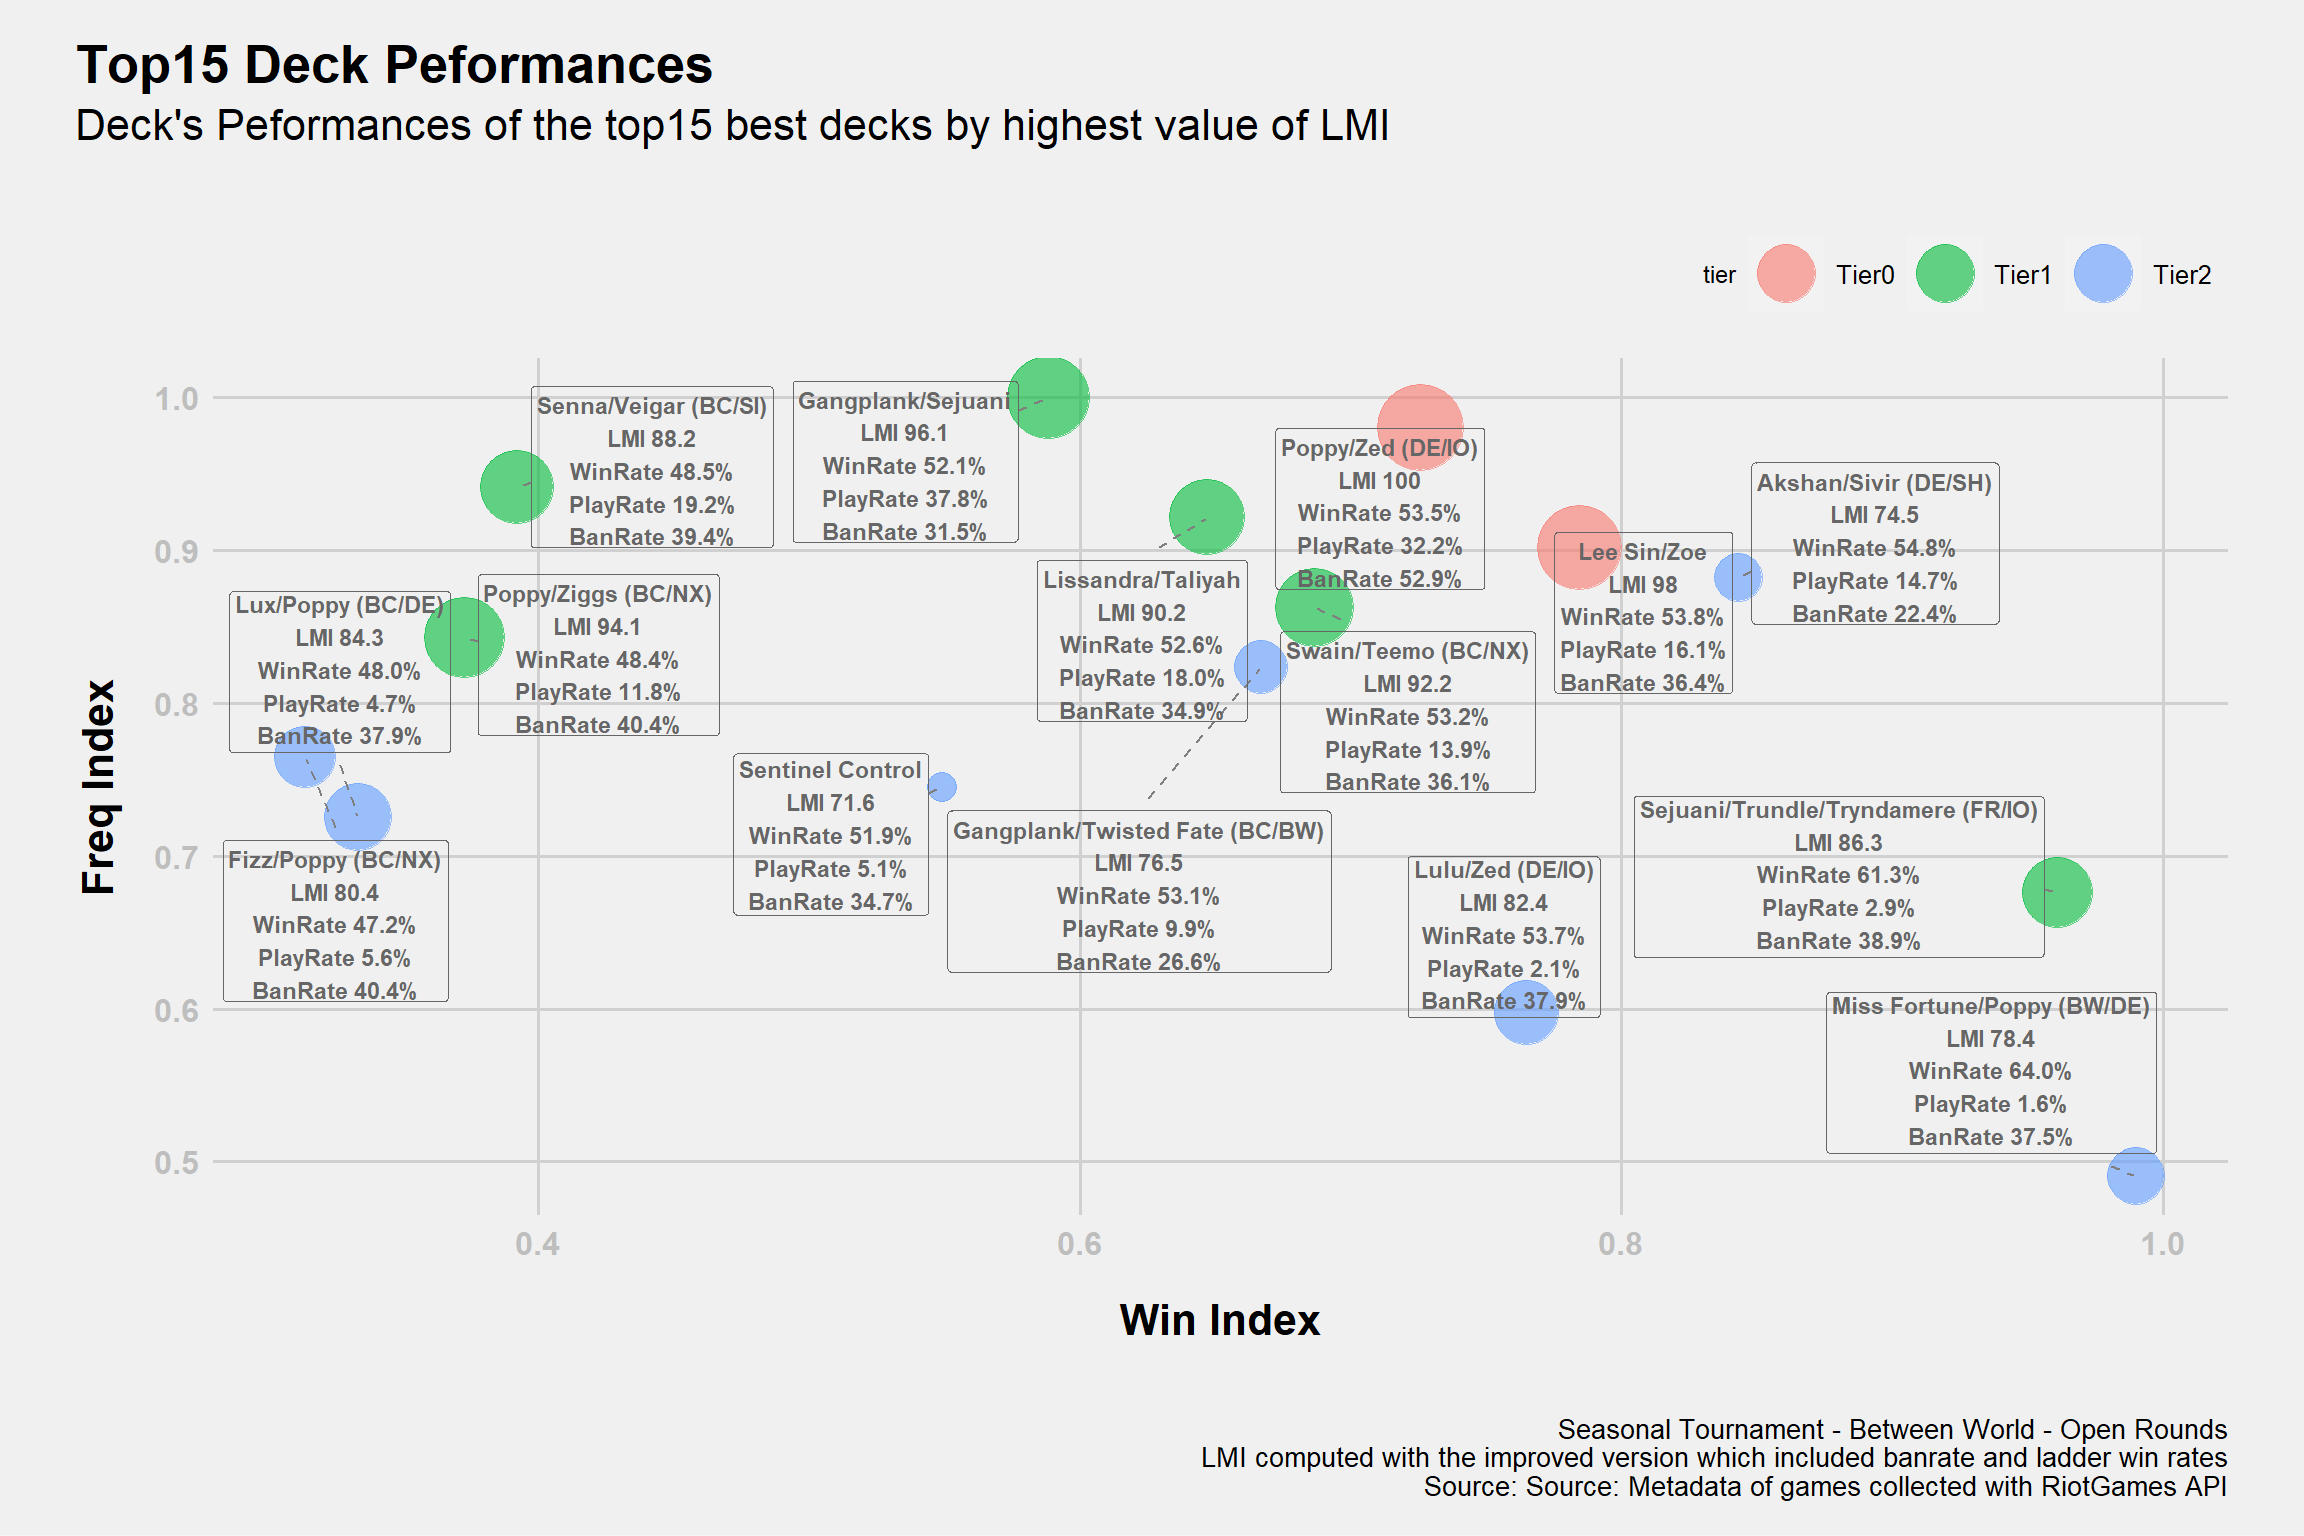 Top15 Deck Peformances
Deck's Peformances of the top15 best decks by highest value of LMI
tier Tier0 Tier1 Tier2
Freq Index
1.0
0.9
0.8
0.7
0.6
0.5
Senna/Veigar (BC/SI)
LMI 88.2
WinRate 48.5%
PlayRate 19.2%
BanRate 39.4%
Gangplank/Sejuani
LMI 96.1
WinRate 52.1%
PlayRate 37.8%
BanRate 31.5%
Poppy/Zed (DE/IO)
LMI 100
WinRate 53.5%
PlayRate 32.2%
BanRate 52.9%
Akshan/Sivir (DE/SH)
LMI 74.5
WinRate 54.8%
PlayRate 14.7%
BanRate 22.4%
Lee Sin/Zoe
LMI 98
WinRate 53.8%
PlayRate 16.1%
BanRate 36.4%
Lissandra/Taliyah
LMI 90.2
WinRate 52.6%
PlayRate 18.0%
BanRate 34.9%
Poppy/Ziggs (BC/NX)
LMI 94.1
WinRate 48.4%
PlayRate 11.8%
BanRate 40.4%
Lux/Poppy (BC/DE)
LMI 84.3
WinRate 48.0%
PlayRate 4.7%
BanRate 37.9%
Swain/Teemo (BC/NX)
LMI 92.2
WinRate 53.2%
PlayRate 13.9%
BanRate 36.1%
Sentinel Control
LMI 71.6
WinRate 51.9%
PlayRate 5.1%
BanRate 34.7%
Sejuani/Trundle/Tryndamere (FR/IO)
LMI 86.3
WinRate 61.3%
PlayRate 2.9%
BanRate 38.9%
Gangplank/Twisted Fate (BC/BW)
LMI 76.5
WinRate 53.1%
PlayRate 9.9%
BanRate 26.6%
Fizz/Poppy (BC/NX)
LMI 80.4
WinRate 47.2%
PlayRate 5.6%
BanRate 40.4%
Lulu/Zed (DE/IO)
LMI 82.4
WinRate 53.7%
PlayRate 2.1%
BanRate 37.9%
Miss Fortune/Poppy (BW/DE)
LMI 78.4
WinRate 64.0%
PlayRate 1.6%
BanRate 37.5%
0.4 0.6 0.8 1.0
Win Index
Seasonal Tournament - Between World - Open Rounds
LMI computed with the improved version which included banrate and ladder win rates
Source: Source: Metadata of games collected with RiotGames API